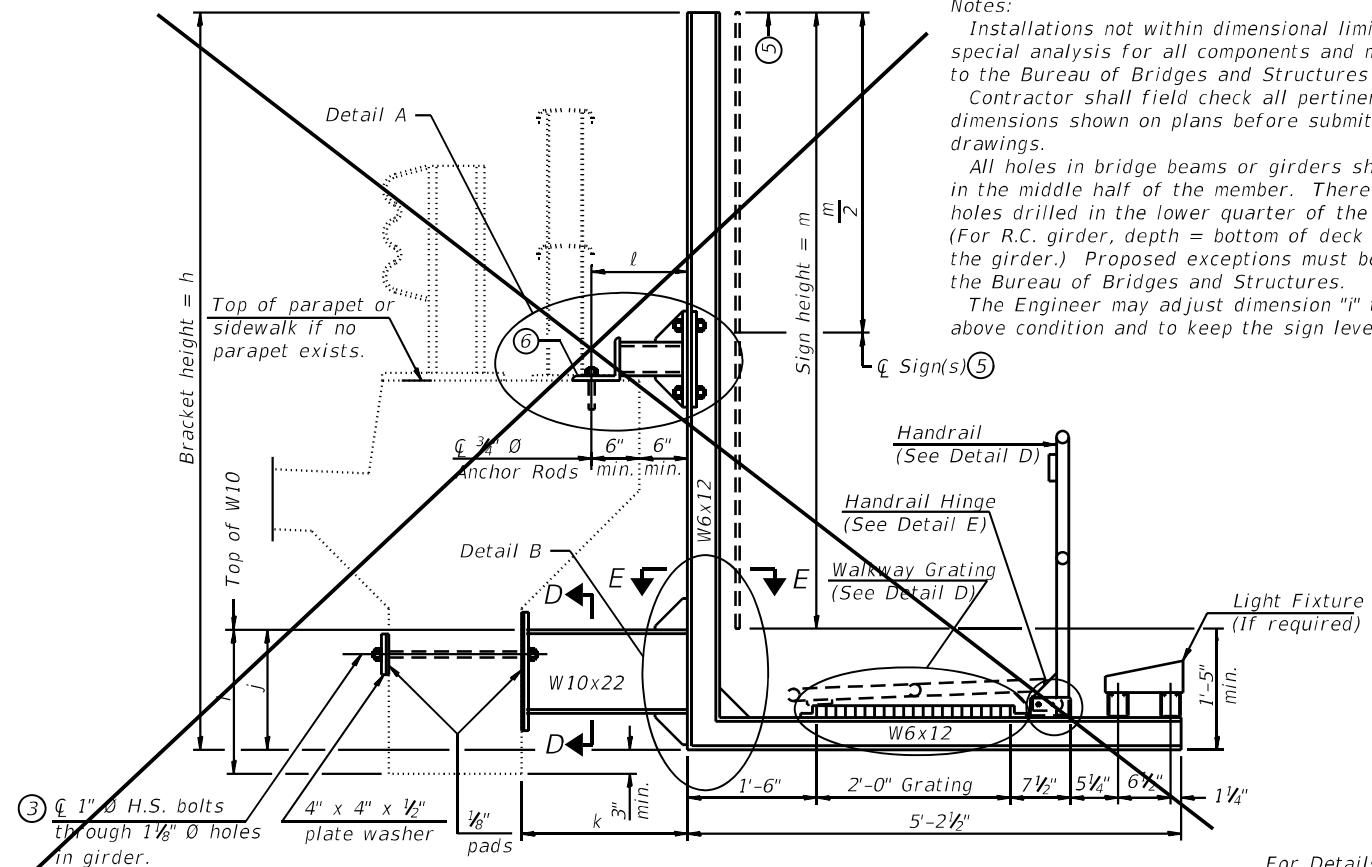 Notes:
Installations not within dimensional limi
special analysis for all components and
to the Bureau of Bridges and Structures
Contractor shall field check all pertinen
dimensions shown on plans before submit
drawings.
All holes in bridge beams or girders sh
in the middle half of the member. There
holes drilled in the lower quarter of the
(For R.C. girder, depth = bottom of deck
the girder.) Proposed exceptions must be
the Bureau of Bridges and Structures.
The Engineer may adjust dimension "i"
above condition and to keep the sign leve
5
Detail A
m
2
Sign height = m
ℓ
Bracket height = h
Top of parapet or
sidewalk if no
parapet exists.
6
℄ Sign(s) 5
℄ 3/4" Ø
Anchor Rods
6"
min.
6"
min.
Handrail
(See Detail D)
Top of W10
W6x12
Handrail Hinge
(See Detail E)
Detail B
E
E
Walkway Grating
(See Detail D)
D
Light Fixture
(If required)
W10x22
i
j
1'-5"
min.
D
W6x12
1'-6"
2'-0" Grating
7 1/2"
5 1/4"
6 1/2"
1 1/4"
3"
min.
k
5'-2 1/2"
3 ℄ 1" Ø H.S. bolts
through 1 1/8" Ø holes
in girder.
4" x 4" x 1/2"
plate washer
1/8"
pads
For Details